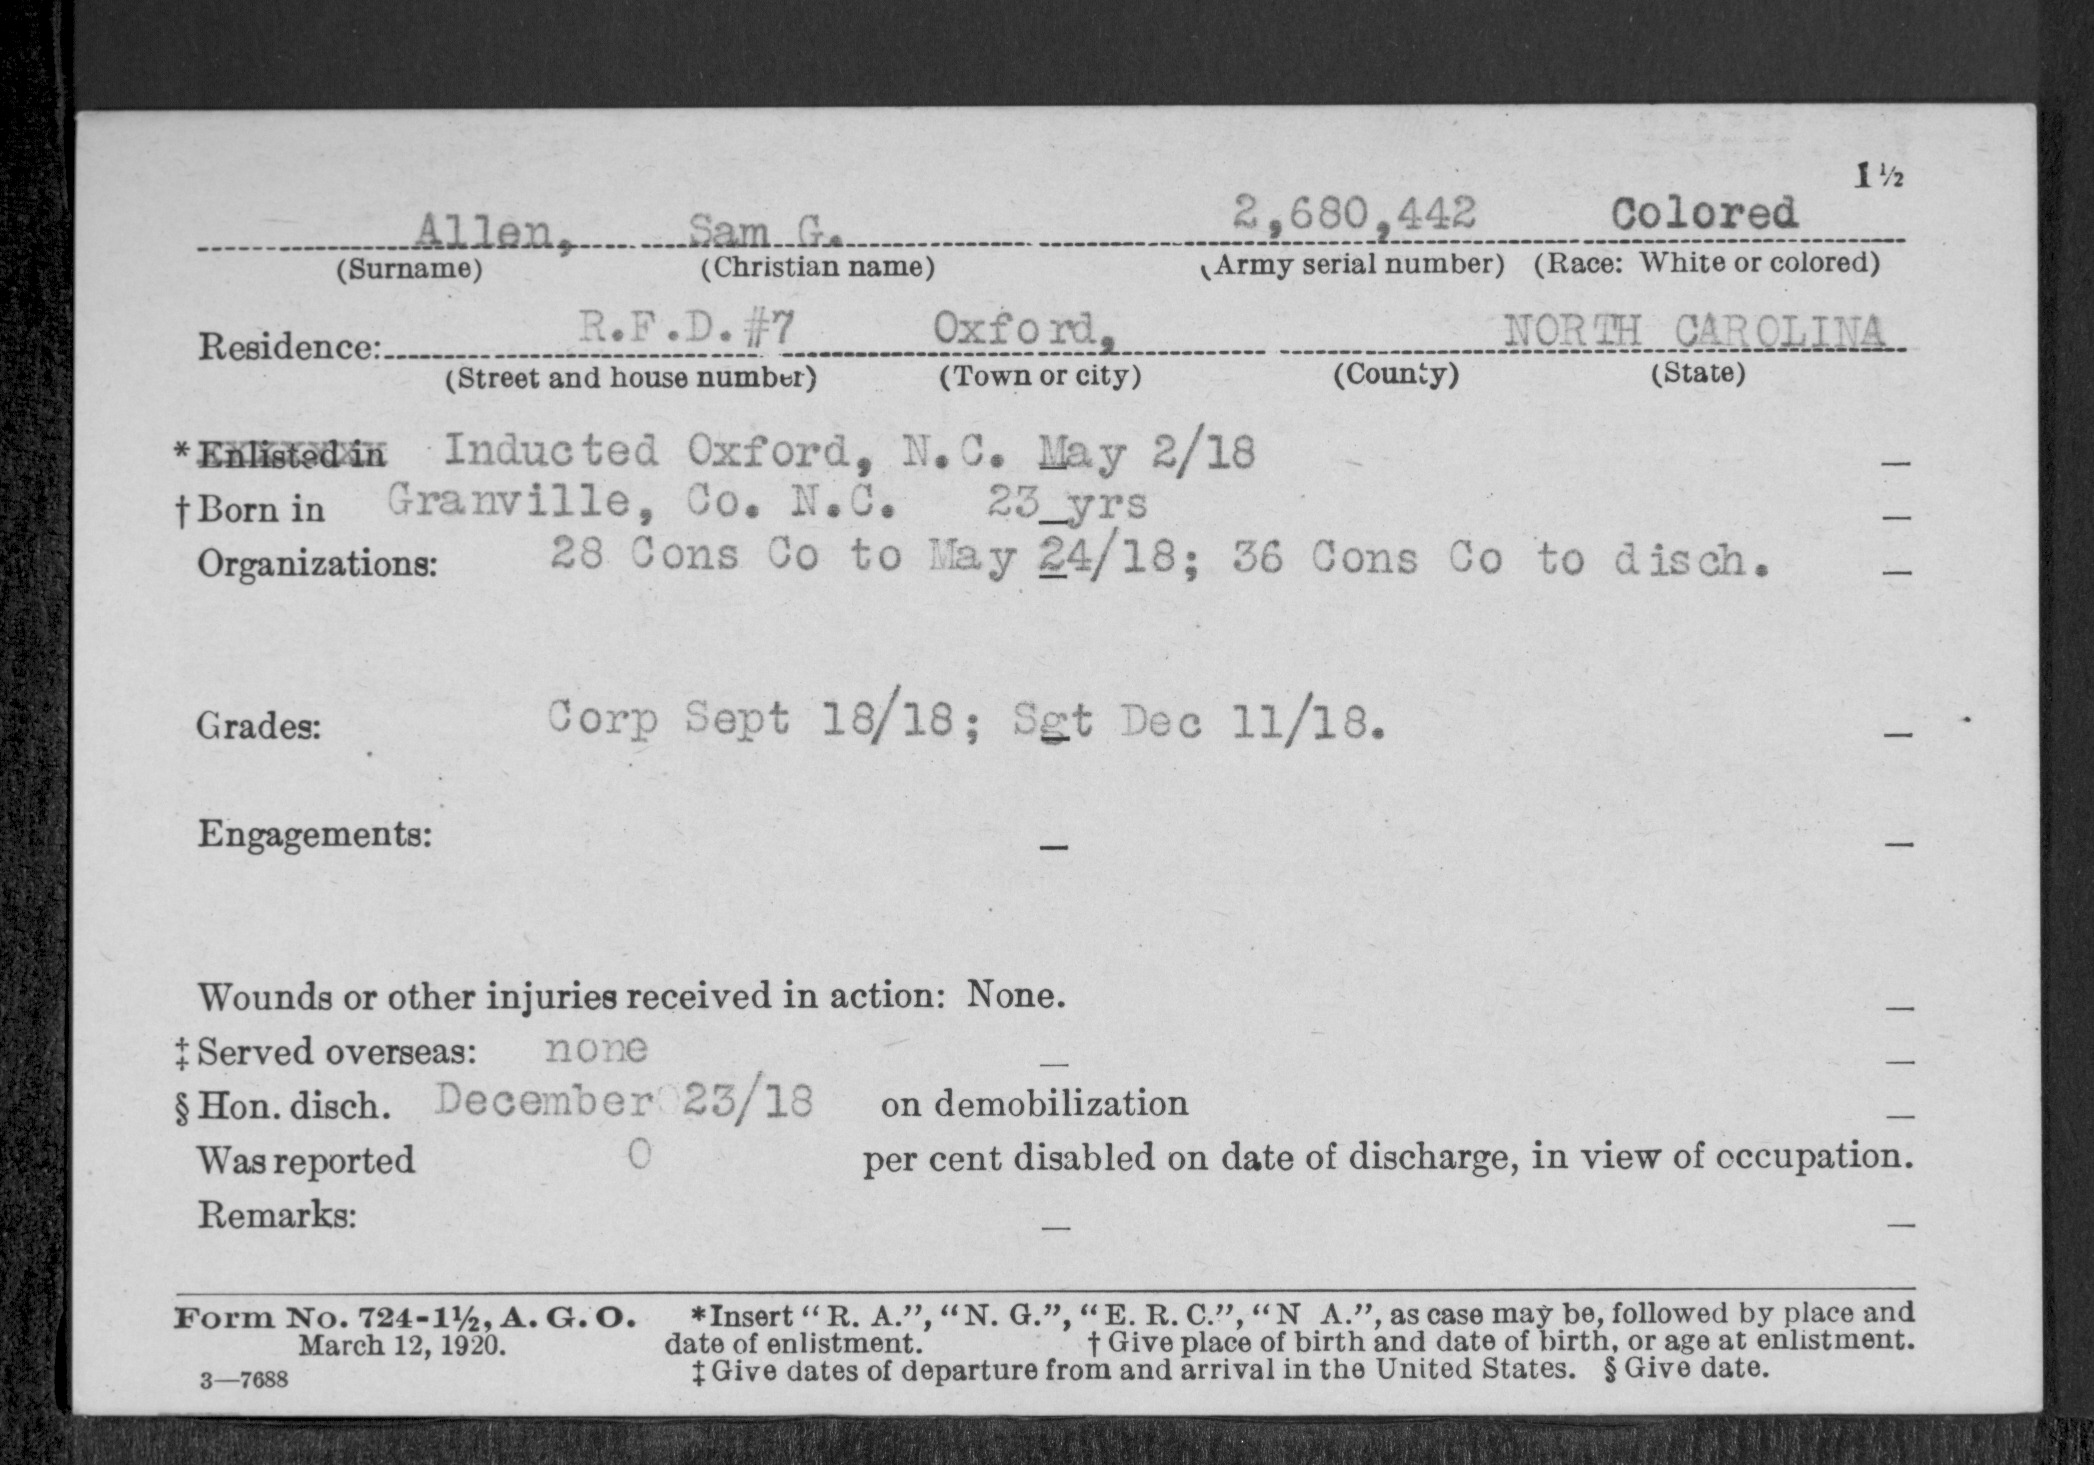 1½
Allen, Sam G. 2,680,442 Colored
(Surname) (Christian name) (Army serial number) (Race: White or colored)
Residence: R.F.D.#7 Oxford, NORTH CAROLINA
(Street and house number) (Town or city) (County) (State)
*Enlisted in Inducted Oxford, N.C. May 2/18 —
†Born in Granville, Co. N.C. 23 yrs —
Organizations: 28 Cons Co to May 24/18; 36 Cons Co to disch. —
Grades: Corp Sept 18/18; Sgt Dec 11/18. —
Engagements: — —
Wounds or other injuries received in action: None. —
‡Served overseas: none — —
§Hon. disch. December 23/18 on demobilization —
Was reported 0 per cent disabled on date of discharge, in view of occupation.
Remarks: — —
Form No. 724-1½, A. G. O. *Insert "R. A.", "N. G.", "E. R. C.", "N A.", as case may be, followed by place and
March 12, 1920. date of enlistment. †Give place of birth and date of birth, or age at enlistment.
3—7688 ‡Give dates of departure from and arrival in the United States. §Give date.